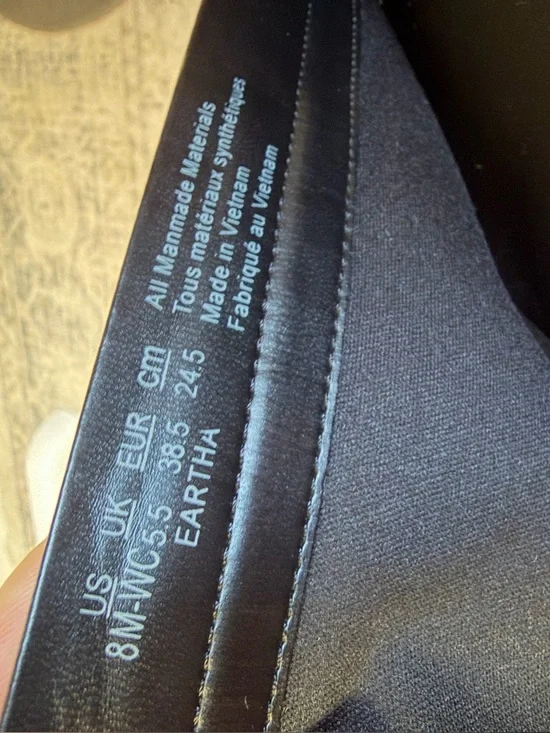 US UK EUR cm
8M-WC 5.5 38.5 24.5
EARTHA
All Manmade Materials
Tous matériaux synthétiques
Made in Vietnam
Fabriqué au Vietnam